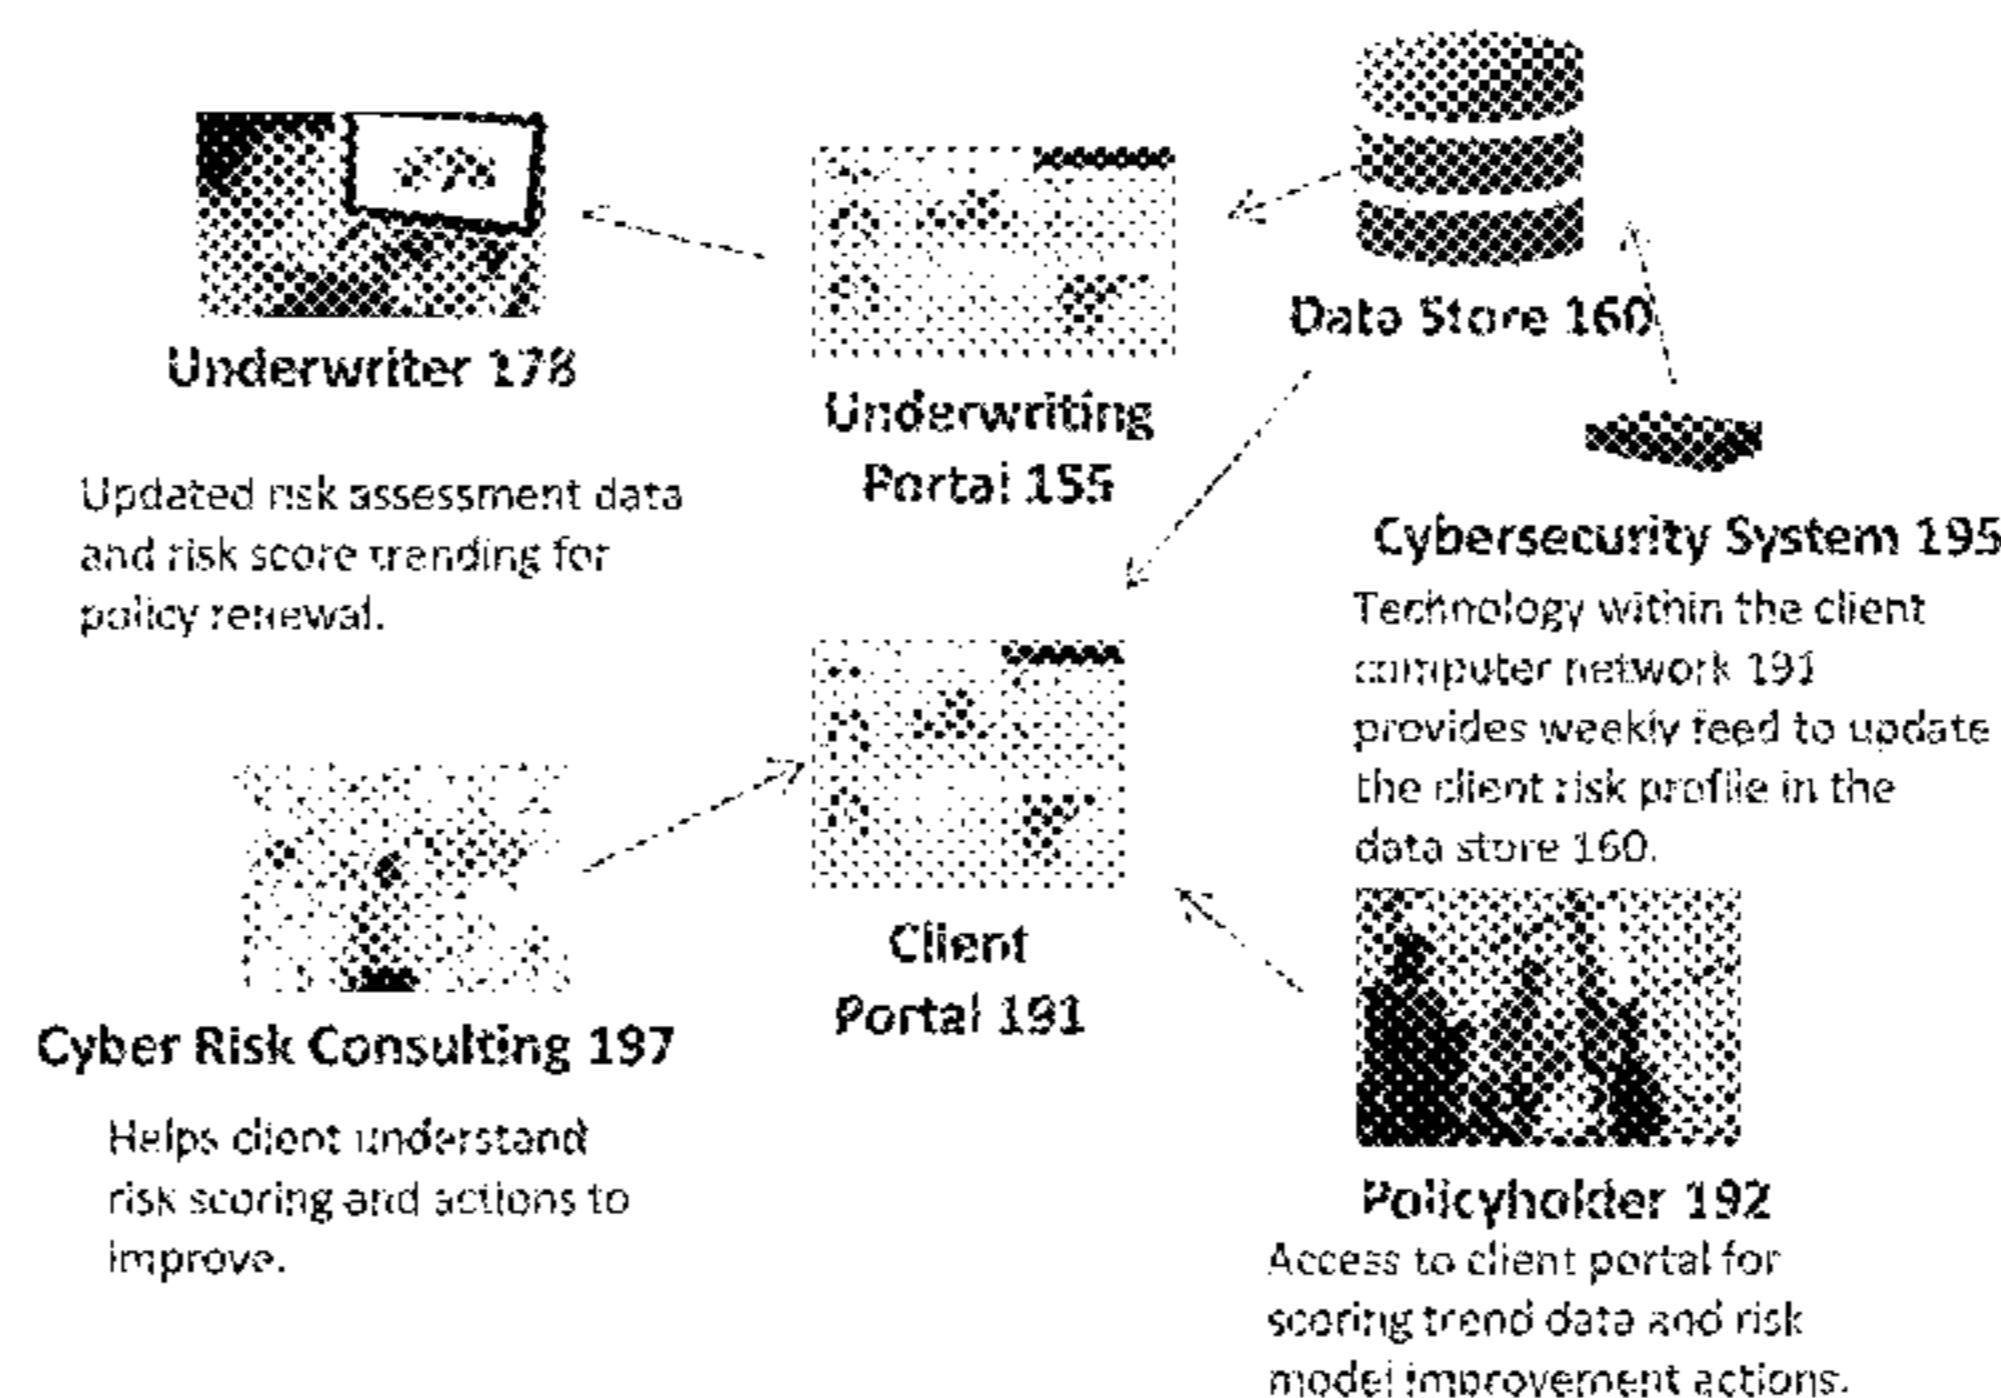 Underwriter 178
Updated risk assessment data
and risk score trending for
policy renewal.
Underwriting
Portal 155
Data Store 160
Cybersecurity System 195
Technology within the client
computer network 191
provides weekly feed to update
the client risk profile in the
data store 160.
Cyber Risk Consulting 197
Helps client understand
risk scoring and actions to
improve.
Client
Portal 191
Policyholder 192
Access to client portal for
scoring trend data and risk
model improvement actions.